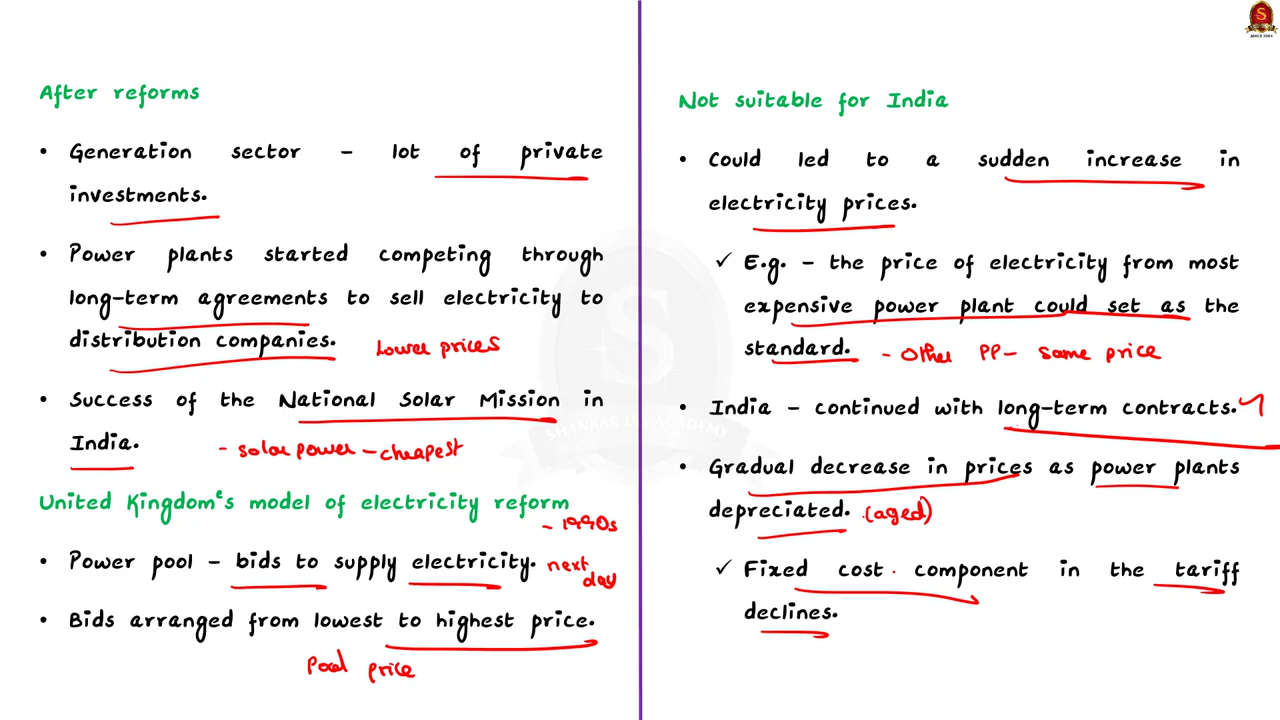 After reforms
• Generation sector – lot of private
investments.
• Power plants started competing through
long-term agreements to sell electricity to
distribution companies.
Lower prices
• Success of the National Solar Mission in
India.
- solar power - cheapest
United Kingdom's model of electricity reform
- 1990s
• Power pool – bids to supply electricity.
next
day
• Bids arranged from lowest to highest price.
Pool price
Not suitable for India
• Could led to a sudden increase in
electricity prices.
✓ E.g. – the price of electricity from most
expensive power plant could set as the
standard.
- Other PP - same price
• India – continued with long-term contracts.
• Gradual decrease in prices as power plants
depreciated.
(aged)
✓ Fixed cost component in the tariff
declines.
S
SINCE 2004
SHANKAR IAS ACADEMY